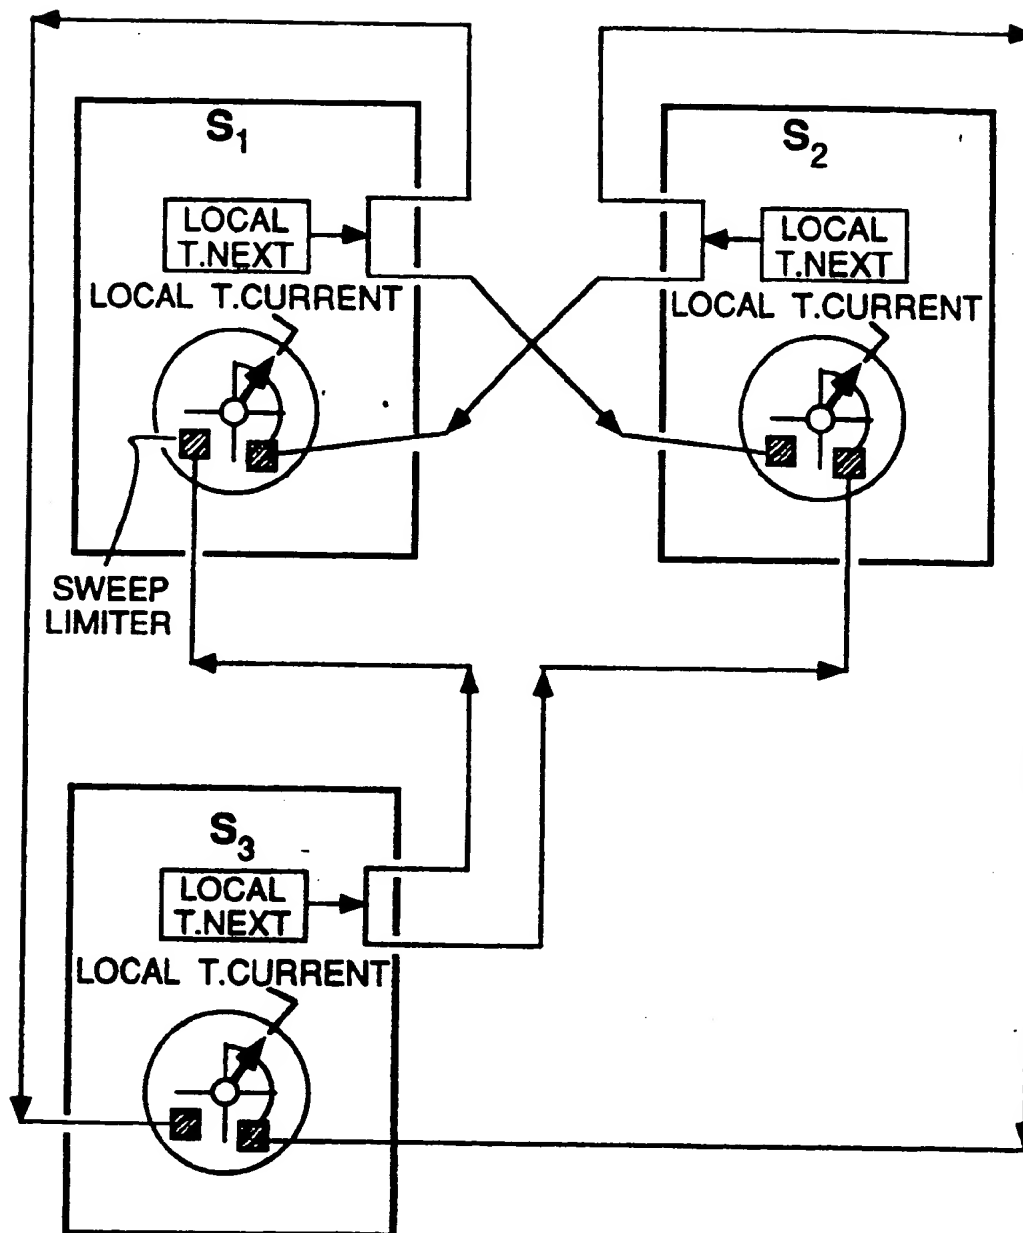 S1
LOCAL
T.NEXT
LOCAL T.CURRENT
SWEEP
LIMITER
S2
LOCAL
T.NEXT
LOCAL T.CURRENT
S3
LOCAL
T.NEXT
LOCAL T.CURRENT